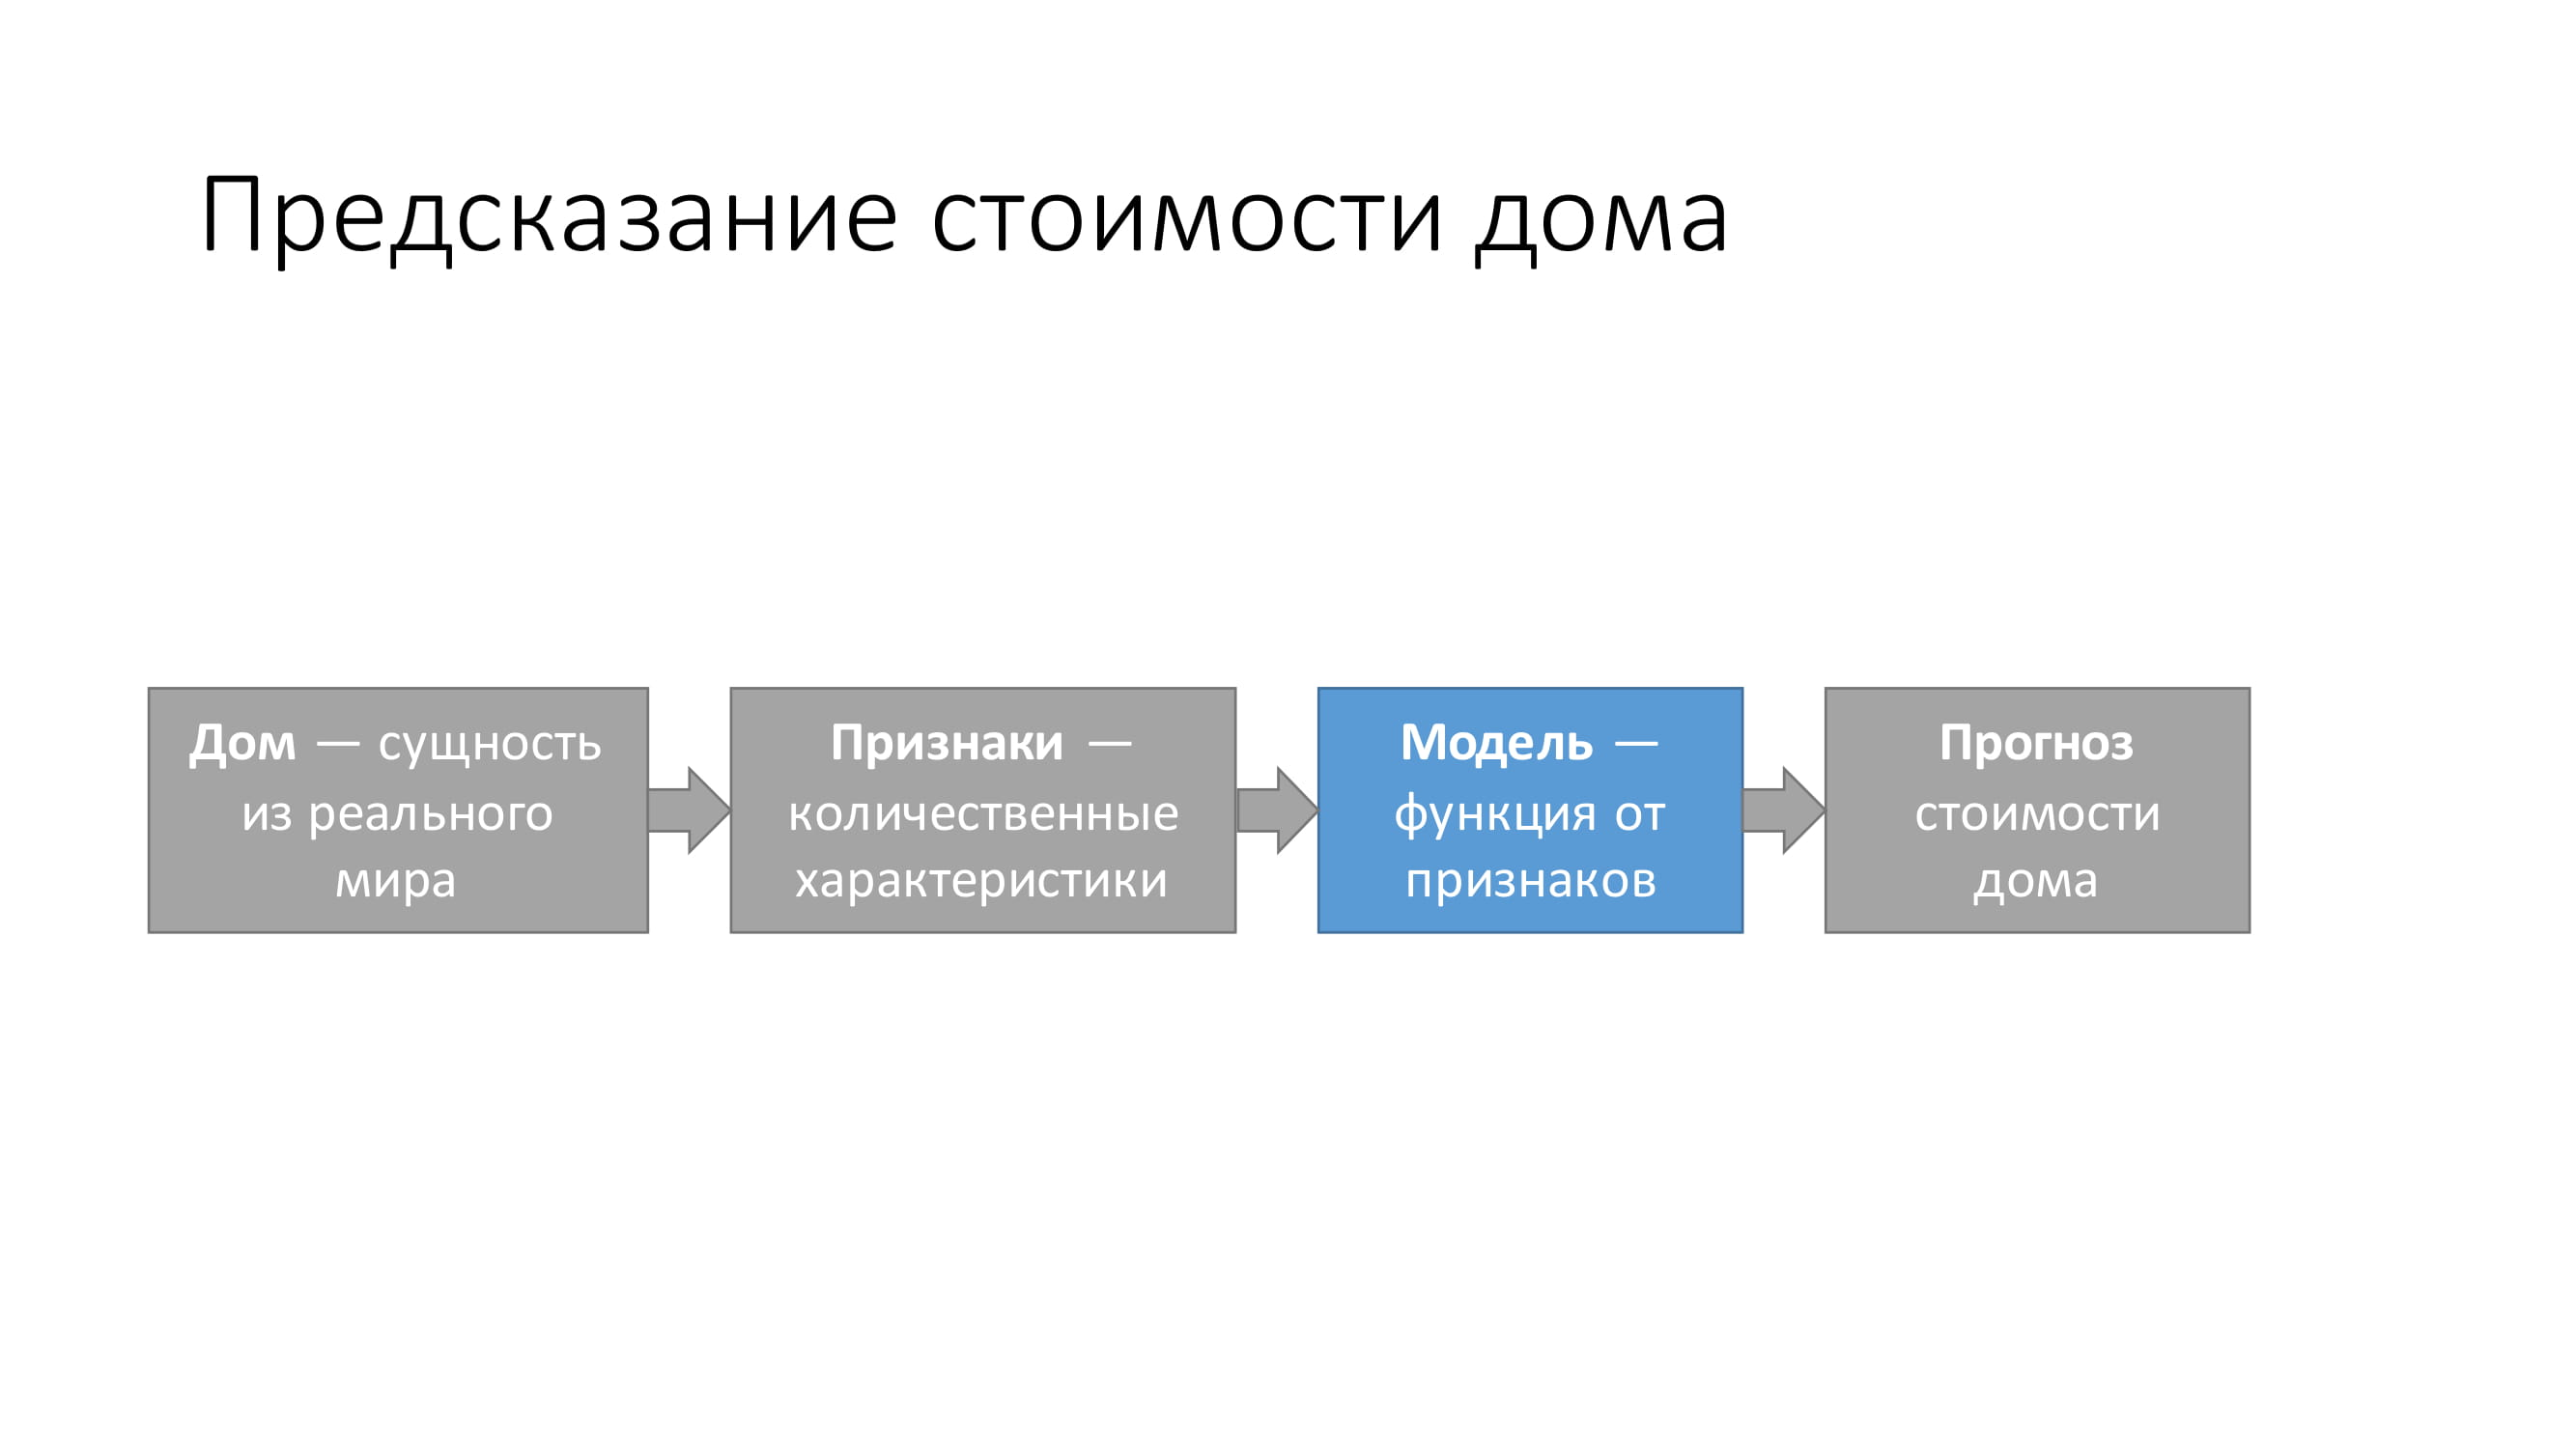 Предсказание стоимости дома
Дом — сущность
из реального
мира
Признаки —
количественные
характеристики
Модель —
функция от
признаков
Прогноз
стоимости
дома